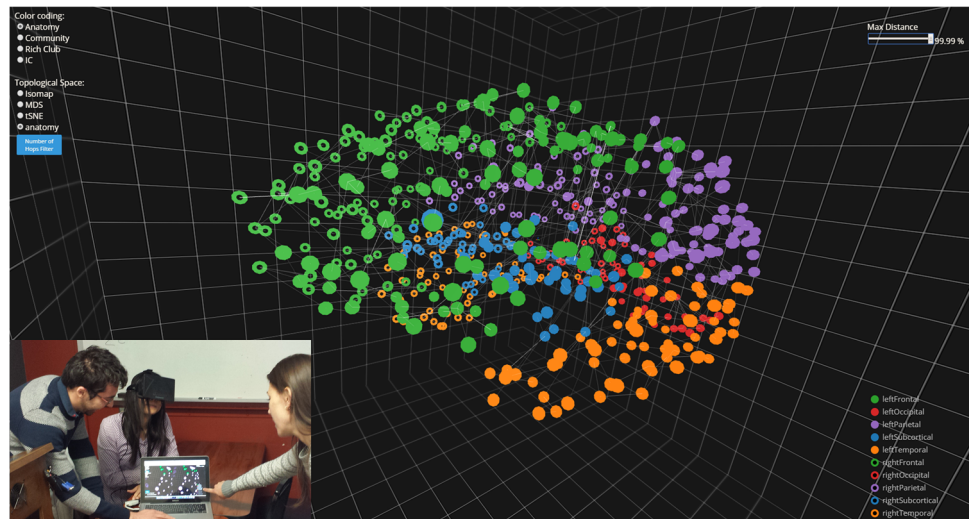 Color coding:
Anatomy
Community
Rich Club
IC
Topological Space:
Isomap
MDS
tSNE
anatomy
Number of
Hops Filter
Max Distance
99.99 %
leftFrontal
leftOccipital
leftParietal
leftSubcortical
leftTemporal
rightFrontal
rightOccipital
rightParietal
rightSubcortical
rightTemporal